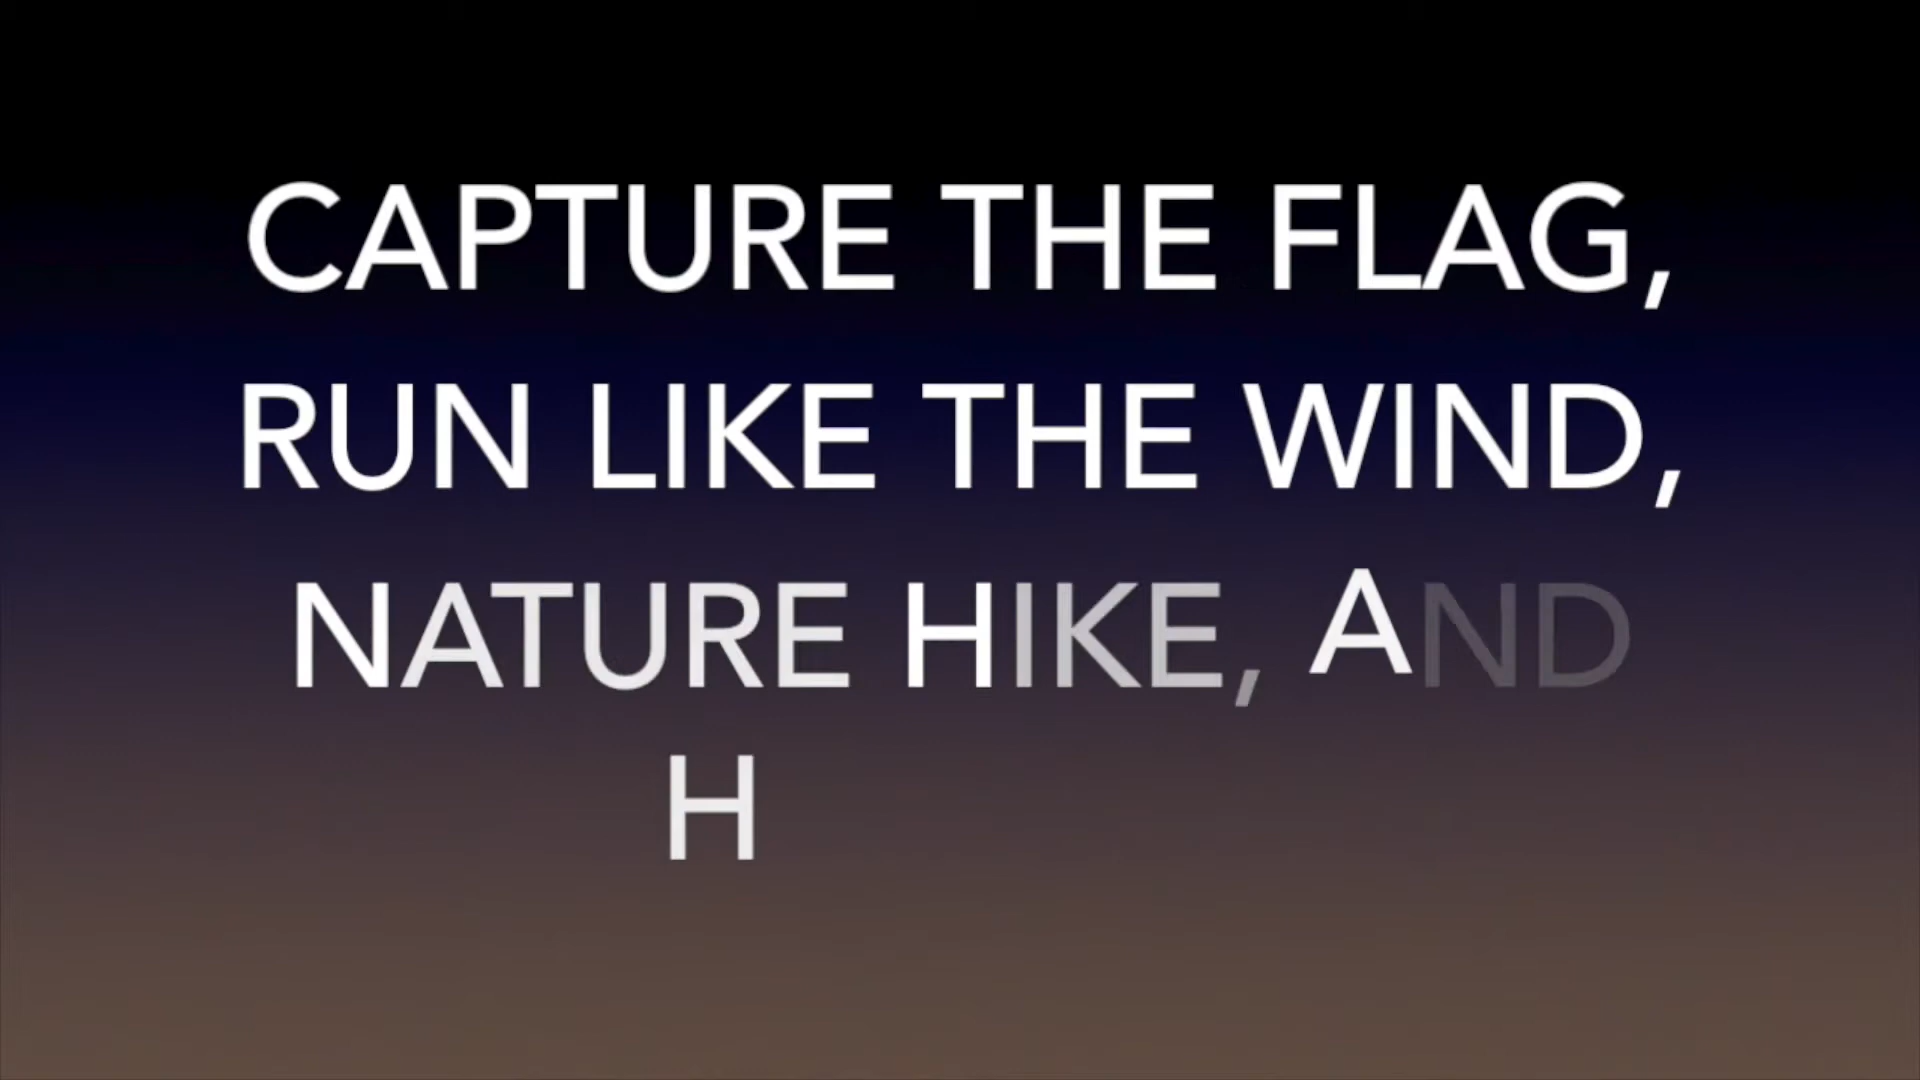 CAPTURE THE FLAG,
RUN LIKE THE WIND,
NATURE HIKE, AND
H